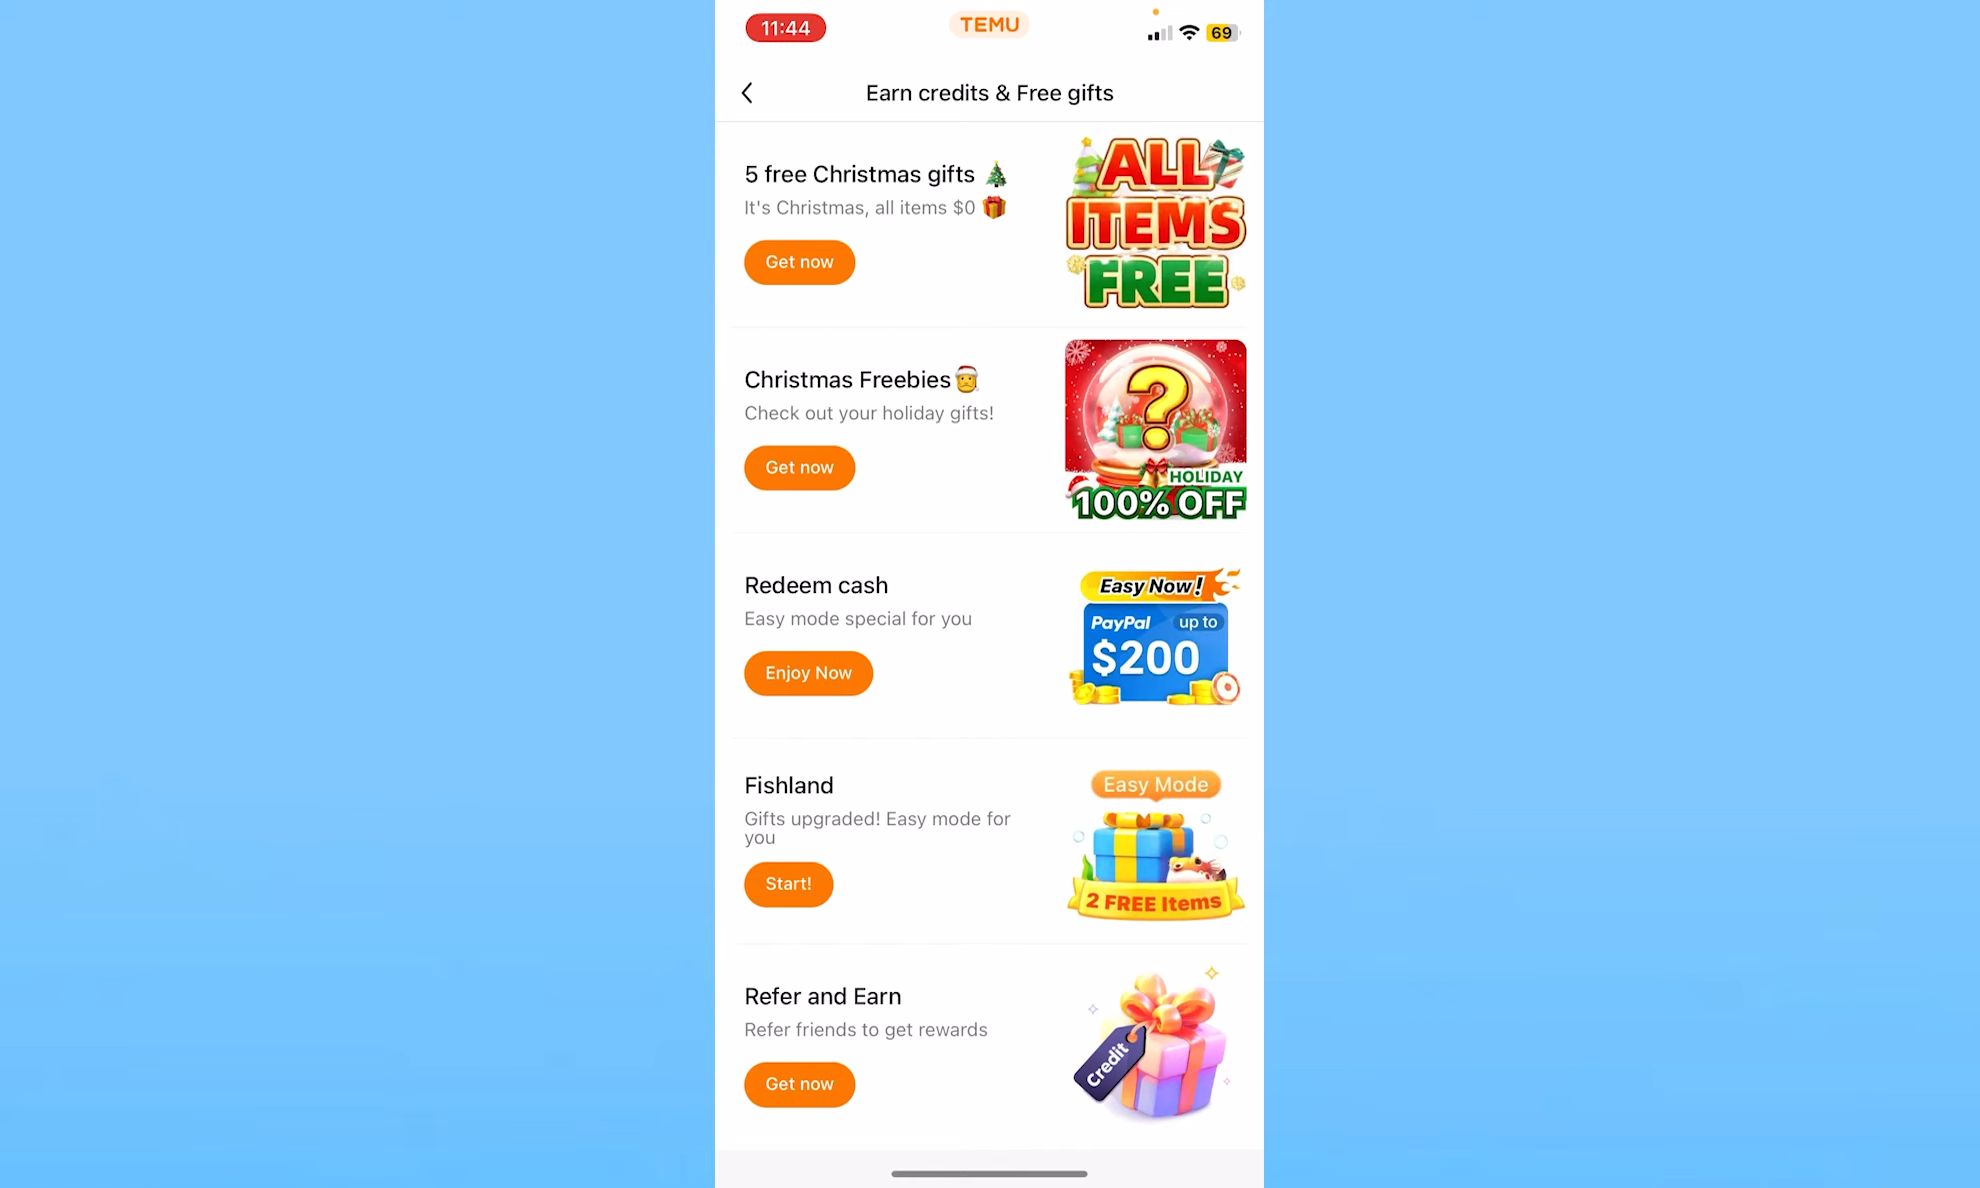 11:44
TEMU
69
Earn credits & Free gifts
5 free Christmas gifts 🎄
It's Christmas, all items $0 🎁
Get now
ALL
ITEMS
FREE
Christmas Freebies🎅
Check out your holiday gifts!
Get now
?
HOLIDAY
100% OFF
Redeem cash
Easy mode special for you
Enjoy Now
Easy Now!
PayPal up to
$200
Fishland
Gifts upgraded! Easy mode for
you
Start!
Easy Mode
2 FREE Items
Refer and Earn
Refer friends to get rewards
Get now
Credit